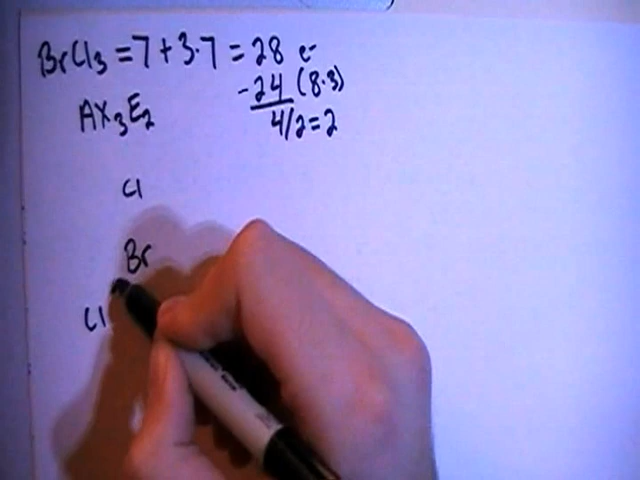 BrCl₃ = 7 + 3·7 = 28 e⁻
- 24 (8·3)
AX₃E₂
4/2 = 2
Cl
Br
Cl